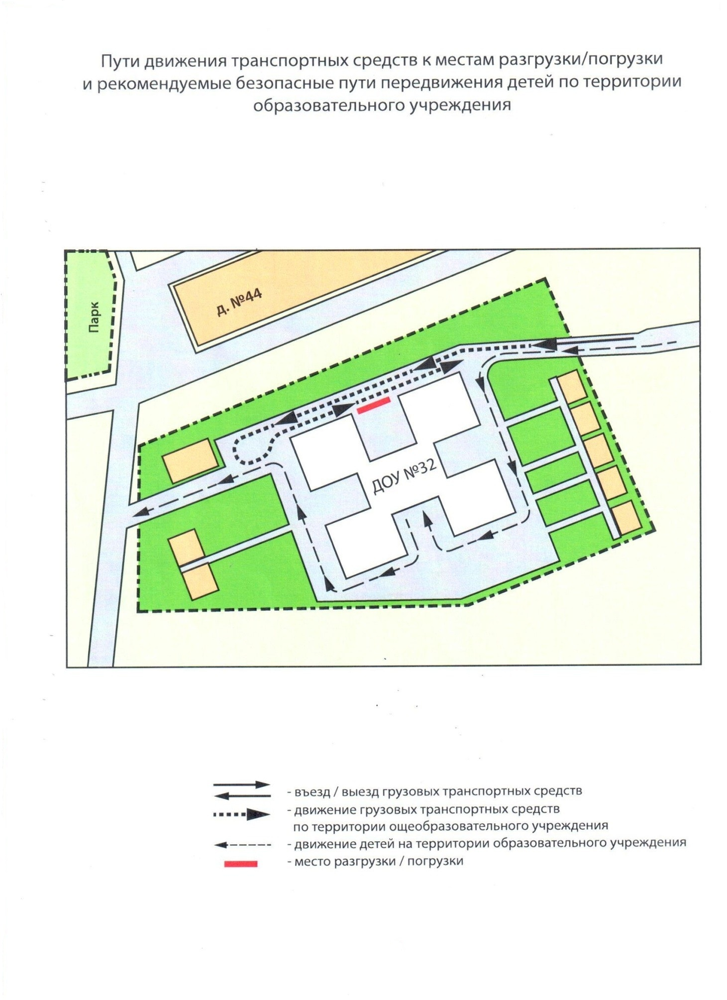 Пути движения транспортных средств к местам разгрузки/погрузки
и рекомендуемые безопасные пути передвижения детей по территории
образовательного учреждения
д. №44
Парк
ДОУ №32
- въезд / выезд грузовых транспортных средств
- движение грузовых транспортных средств
по территории ощеобразовательного учреждения
- движение детей на территории образовательного учреждения
- место разгрузки / погрузки